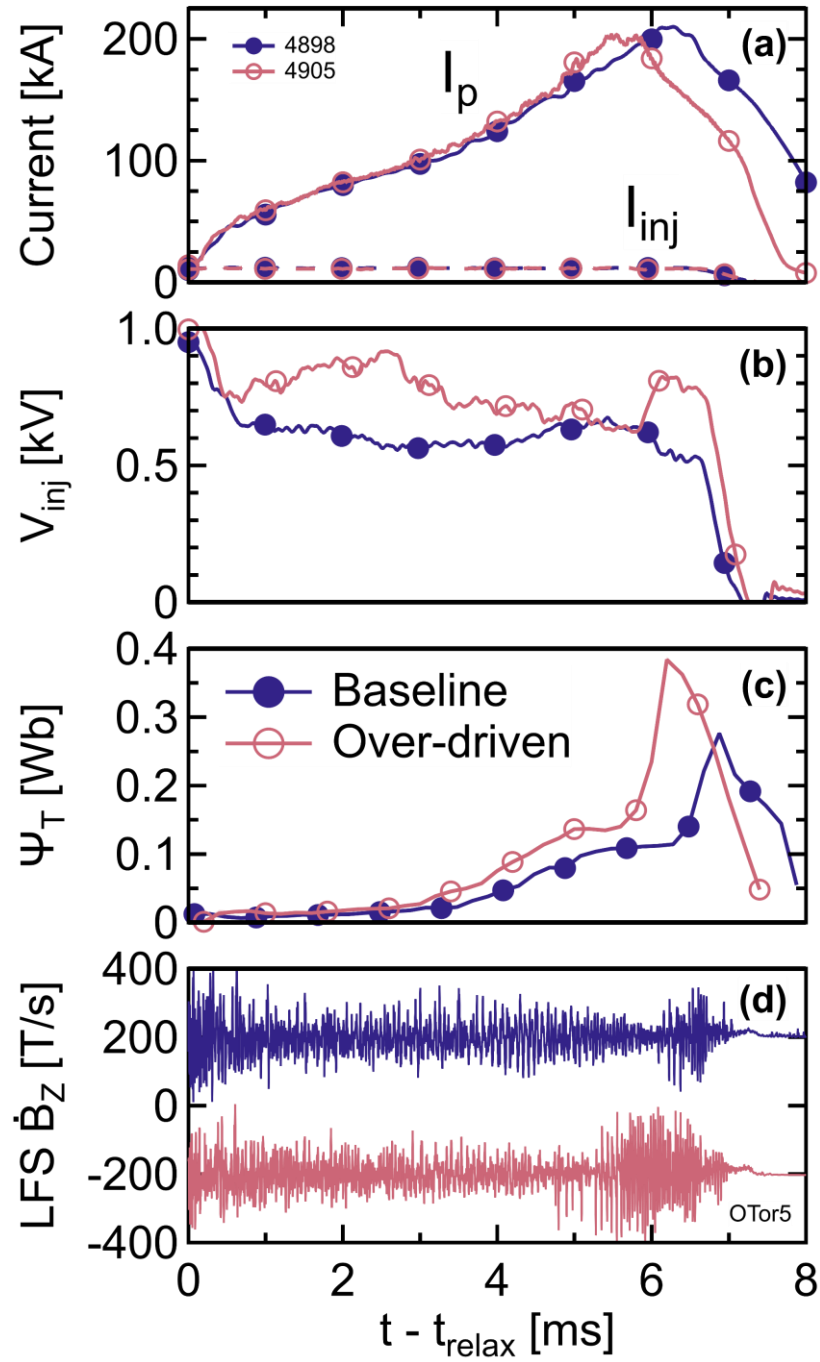 200
100
0
Current [kA]
4898
4905
(a)
I_p
I_inj
1.0
0.5
0
V_inj [kV]
(b)
0.4
0.3
0.2
0.1
0
Ψ_T [Wb]
Baseline
Over-driven
(c)
400
200
0
-200
-400
LFS Ḃ_Z [T/s]
(d)
OTor5
0 2 4 6 8
t - t_relax [ms]